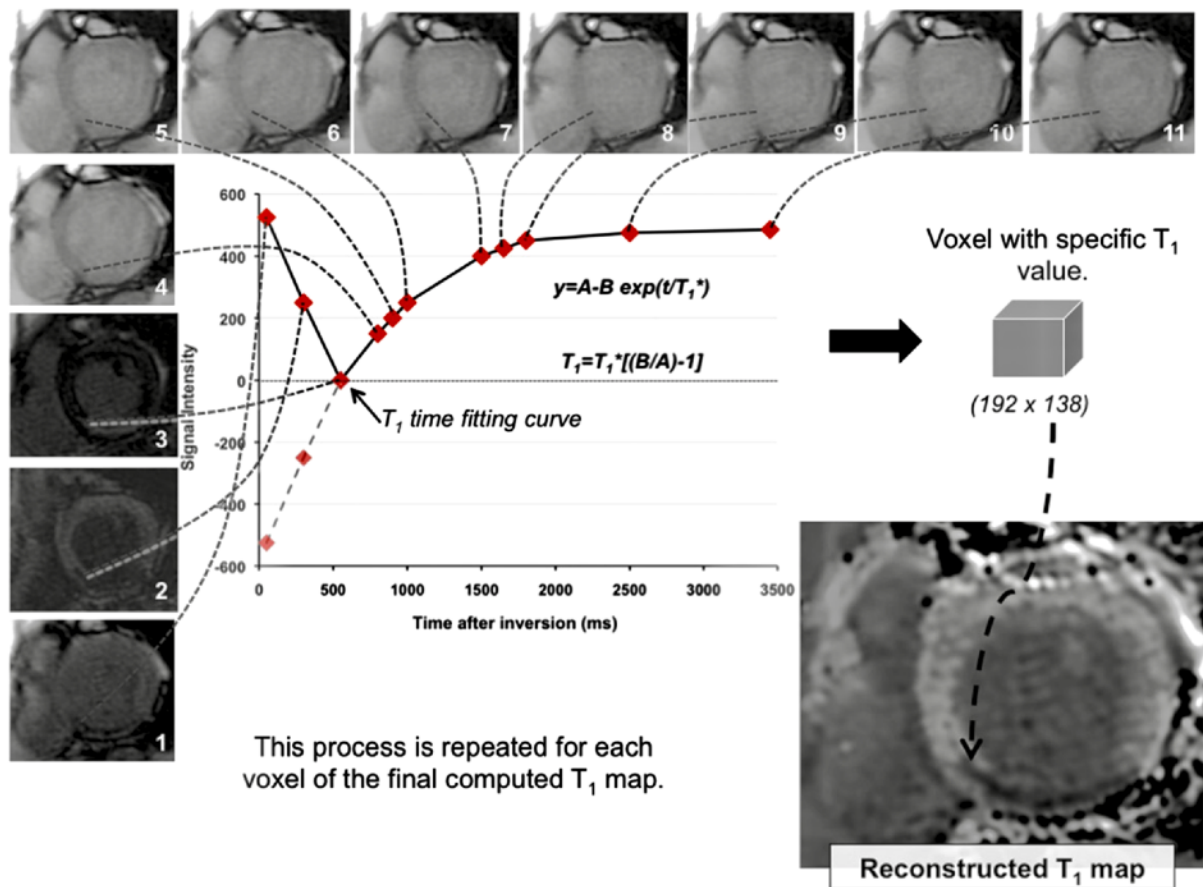 5
6
7
8
9
10
11
4
3
2
1
600
400
200
0
-200
-400
-600
Signal Intensity
0
500
1000
1500
2000
2500
3000
3500
Time after inversion (ms)
y=A-B exp(t/T₁*)
T₁=T₁*[(B/A)-1]
T₁ time fitting curve
Voxel with specific T₁
value.
(192 x 138)
This process is repeated for each
voxel of the final computed T₁ map.
Reconstructed T₁ map